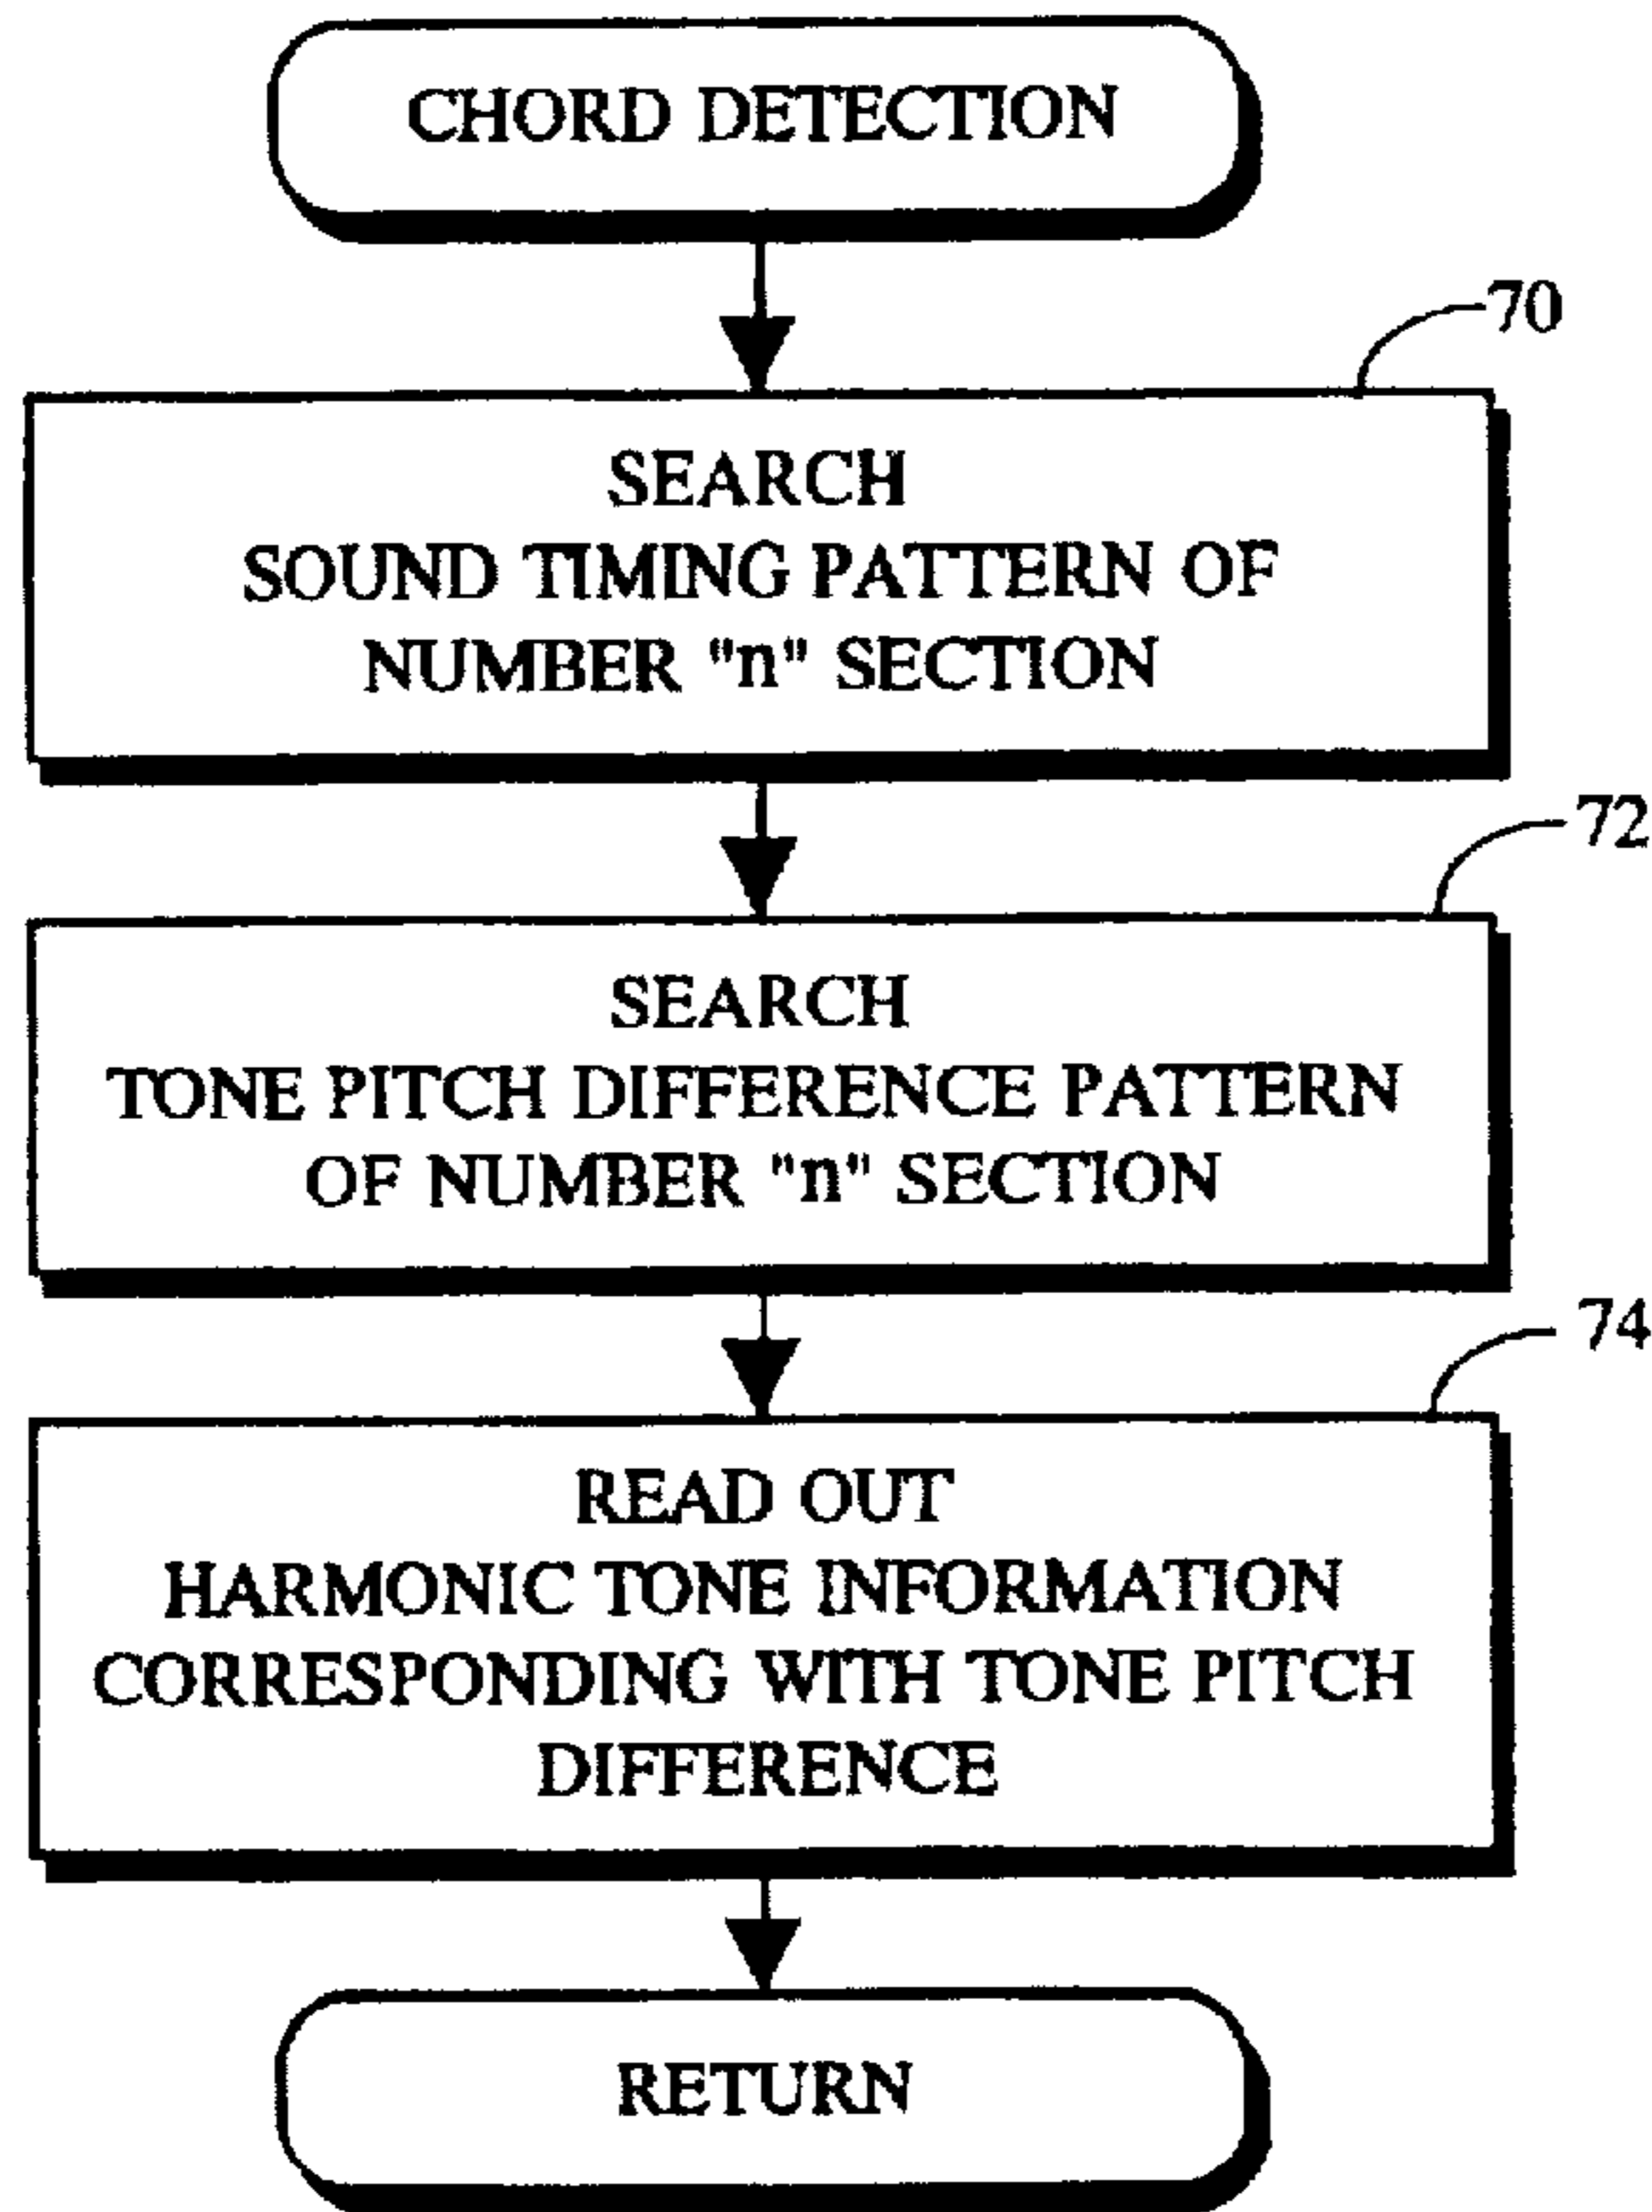 CHORD DETECTION
70
SEARCH
SOUND TIMING PATTERN OF
NUMBER "n" SECTION
72
SEARCH
TONE PITCH DIFFERENCE PATTERN
OF NUMBER "n" SECTION
74
READ OUT
HARMONIC TONE INFORMATION
CORRESPONDING WITH TONE PITCH
DIFFERENCE
RETURN